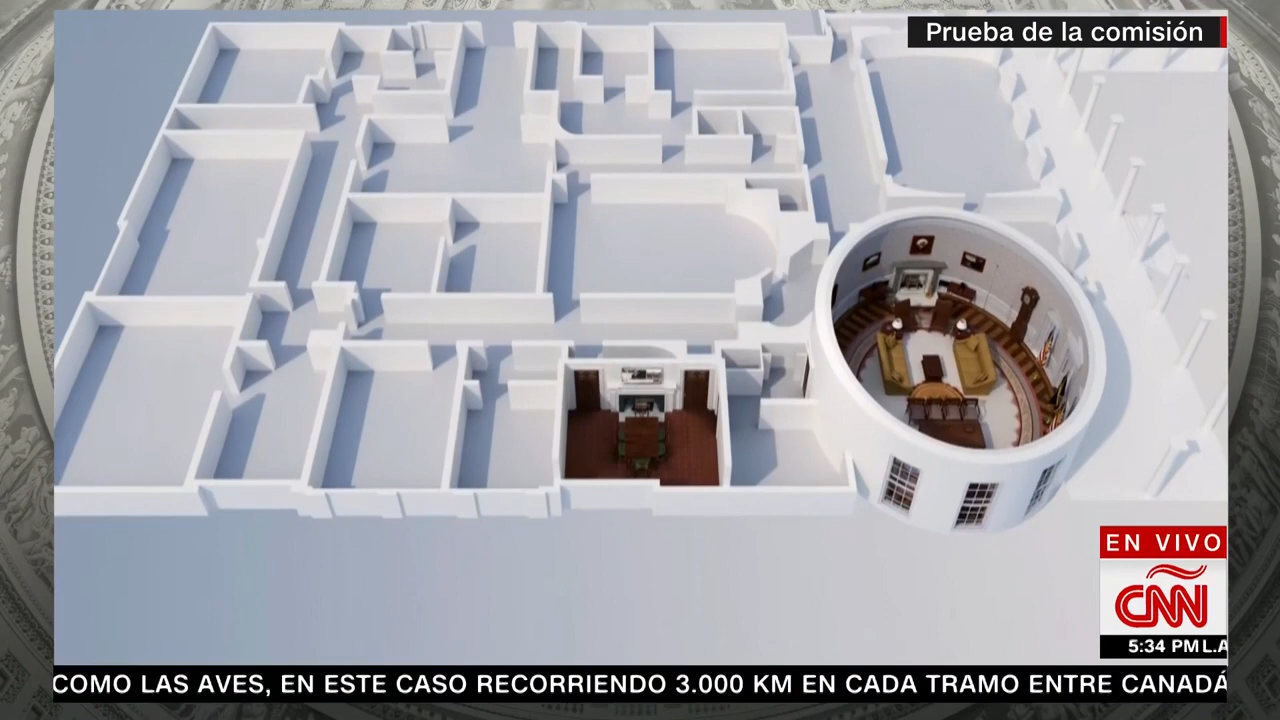 Prueba de la comisión
EN VIVO
CNN
5:34 PM L.A
COMO LAS AVES, EN ESTE CASO RECORRIENDO 3.000 KM EN CADA TRAMO ENTRE CANADÁ